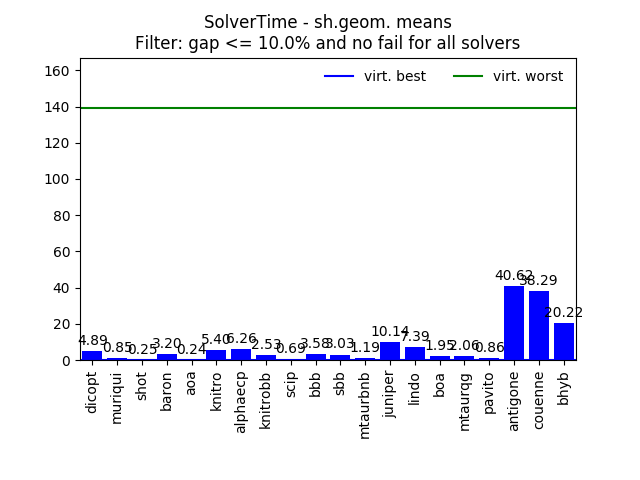 SolverTime - sh.geom. means
Filter: gap <= 10.0% and no fail for all solvers
virt. best
virt. worst
160
140
120
100
80
60
40
20
0
4.89
0.85
0.25
3.20
0.24
5.40
6.26
2.53
0.69
3.58
3.03
1.19
10.14
7.39
1.95
2.06
0.86
40.62
38.29
20.22
dicopt
muriqui
shot
baron
aoa
knitro
alphaecp
knitrobb
scip
bbb
sbb
mtaurbnb
juniper
lindo
boa
mtaurqg
pavito
antigone
couenne
bhyb